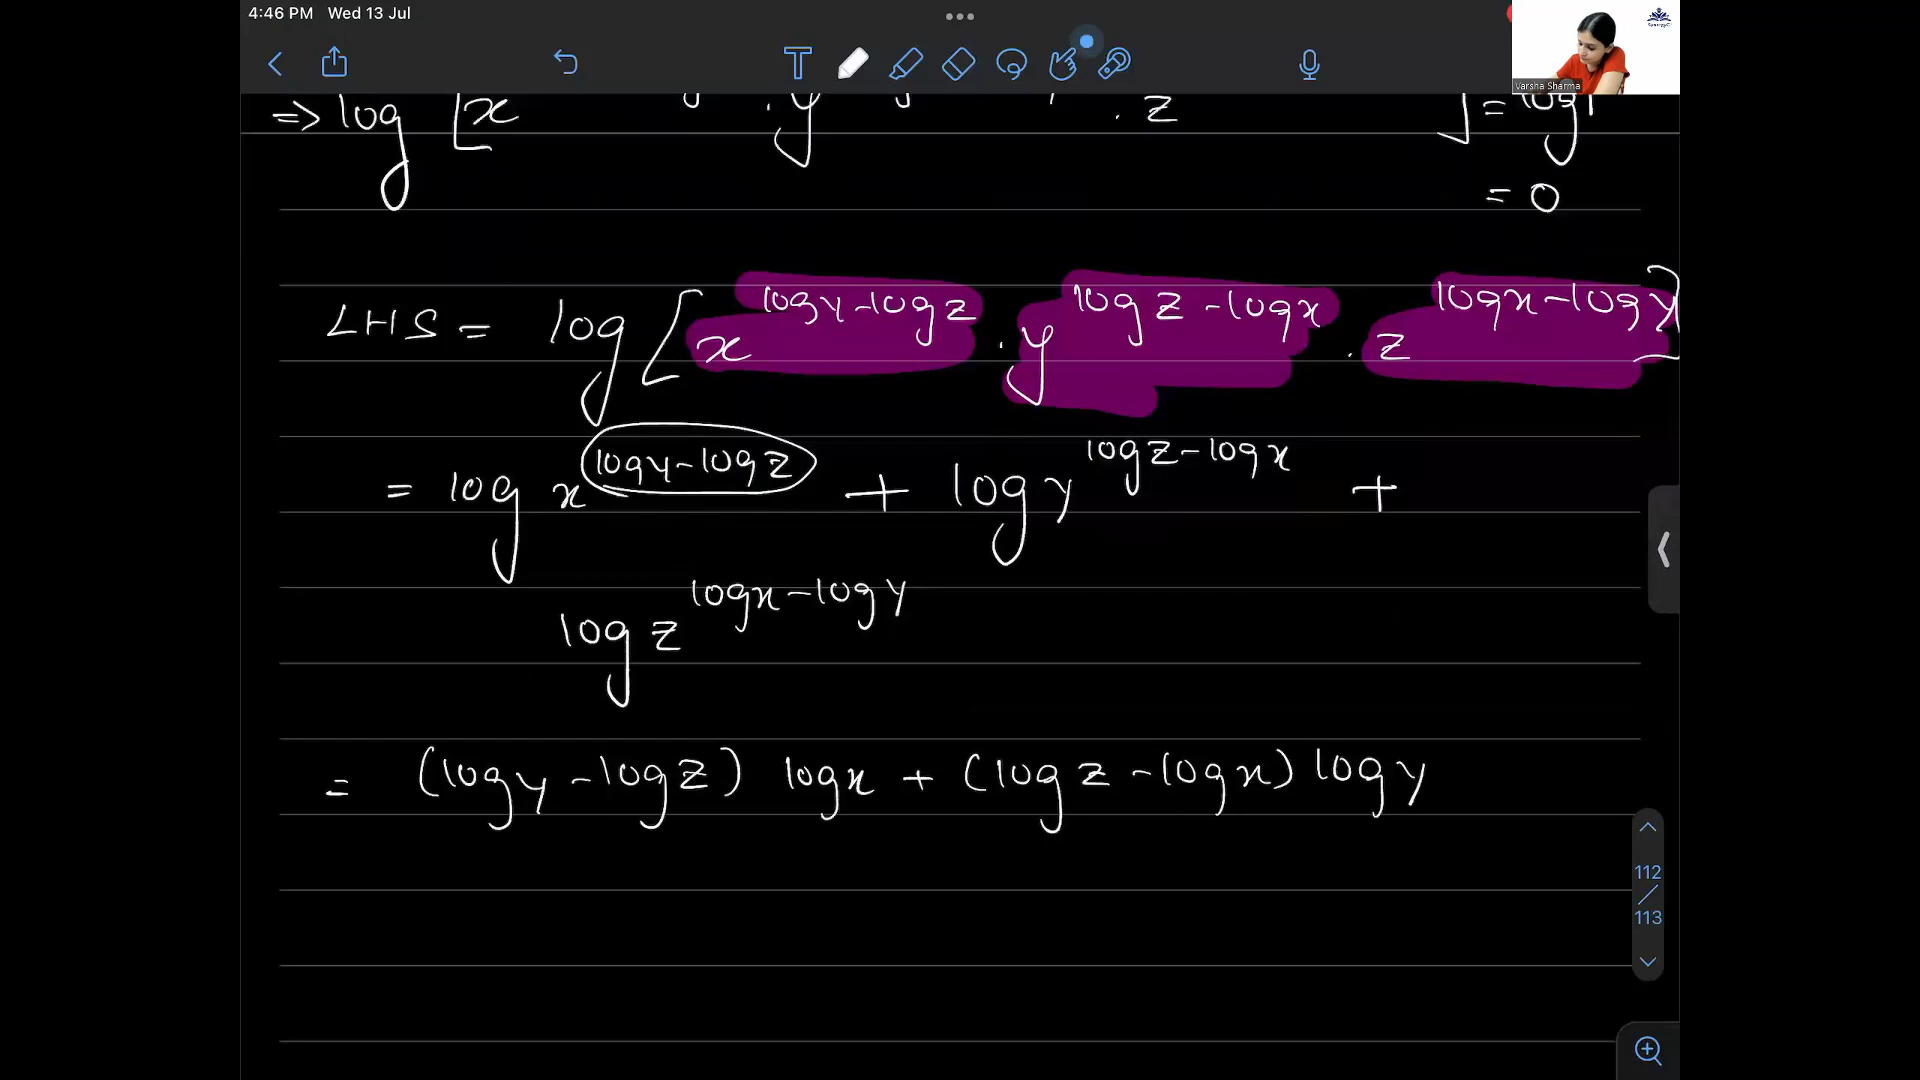 4:46 PM Wed 13 Jul
Varsha Sharma
=> log [x .y . z ] = log 1
= 0
LHS = log [x^(log y - log z) . y^(log z - log x) . z^(log x - log y)]
= log x^(log y - log z) + log y^(log z - log x) +
log z^(log x - log y)
= (log y - log z) log x + (log z - log x) log y
112
/
113